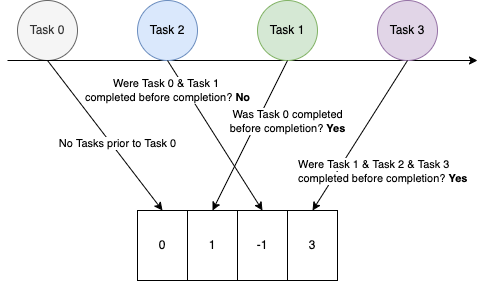 Task 0
Task 2
Task 1
Task 3
Were Task 0 & Task 1
completed before completion? No
Was Task 0 completed
before completion? Yes
No Tasks prior to Task 0
Were Task 1 & Task 2 & Task 3
completed before completion? Yes
0
1
-1
3